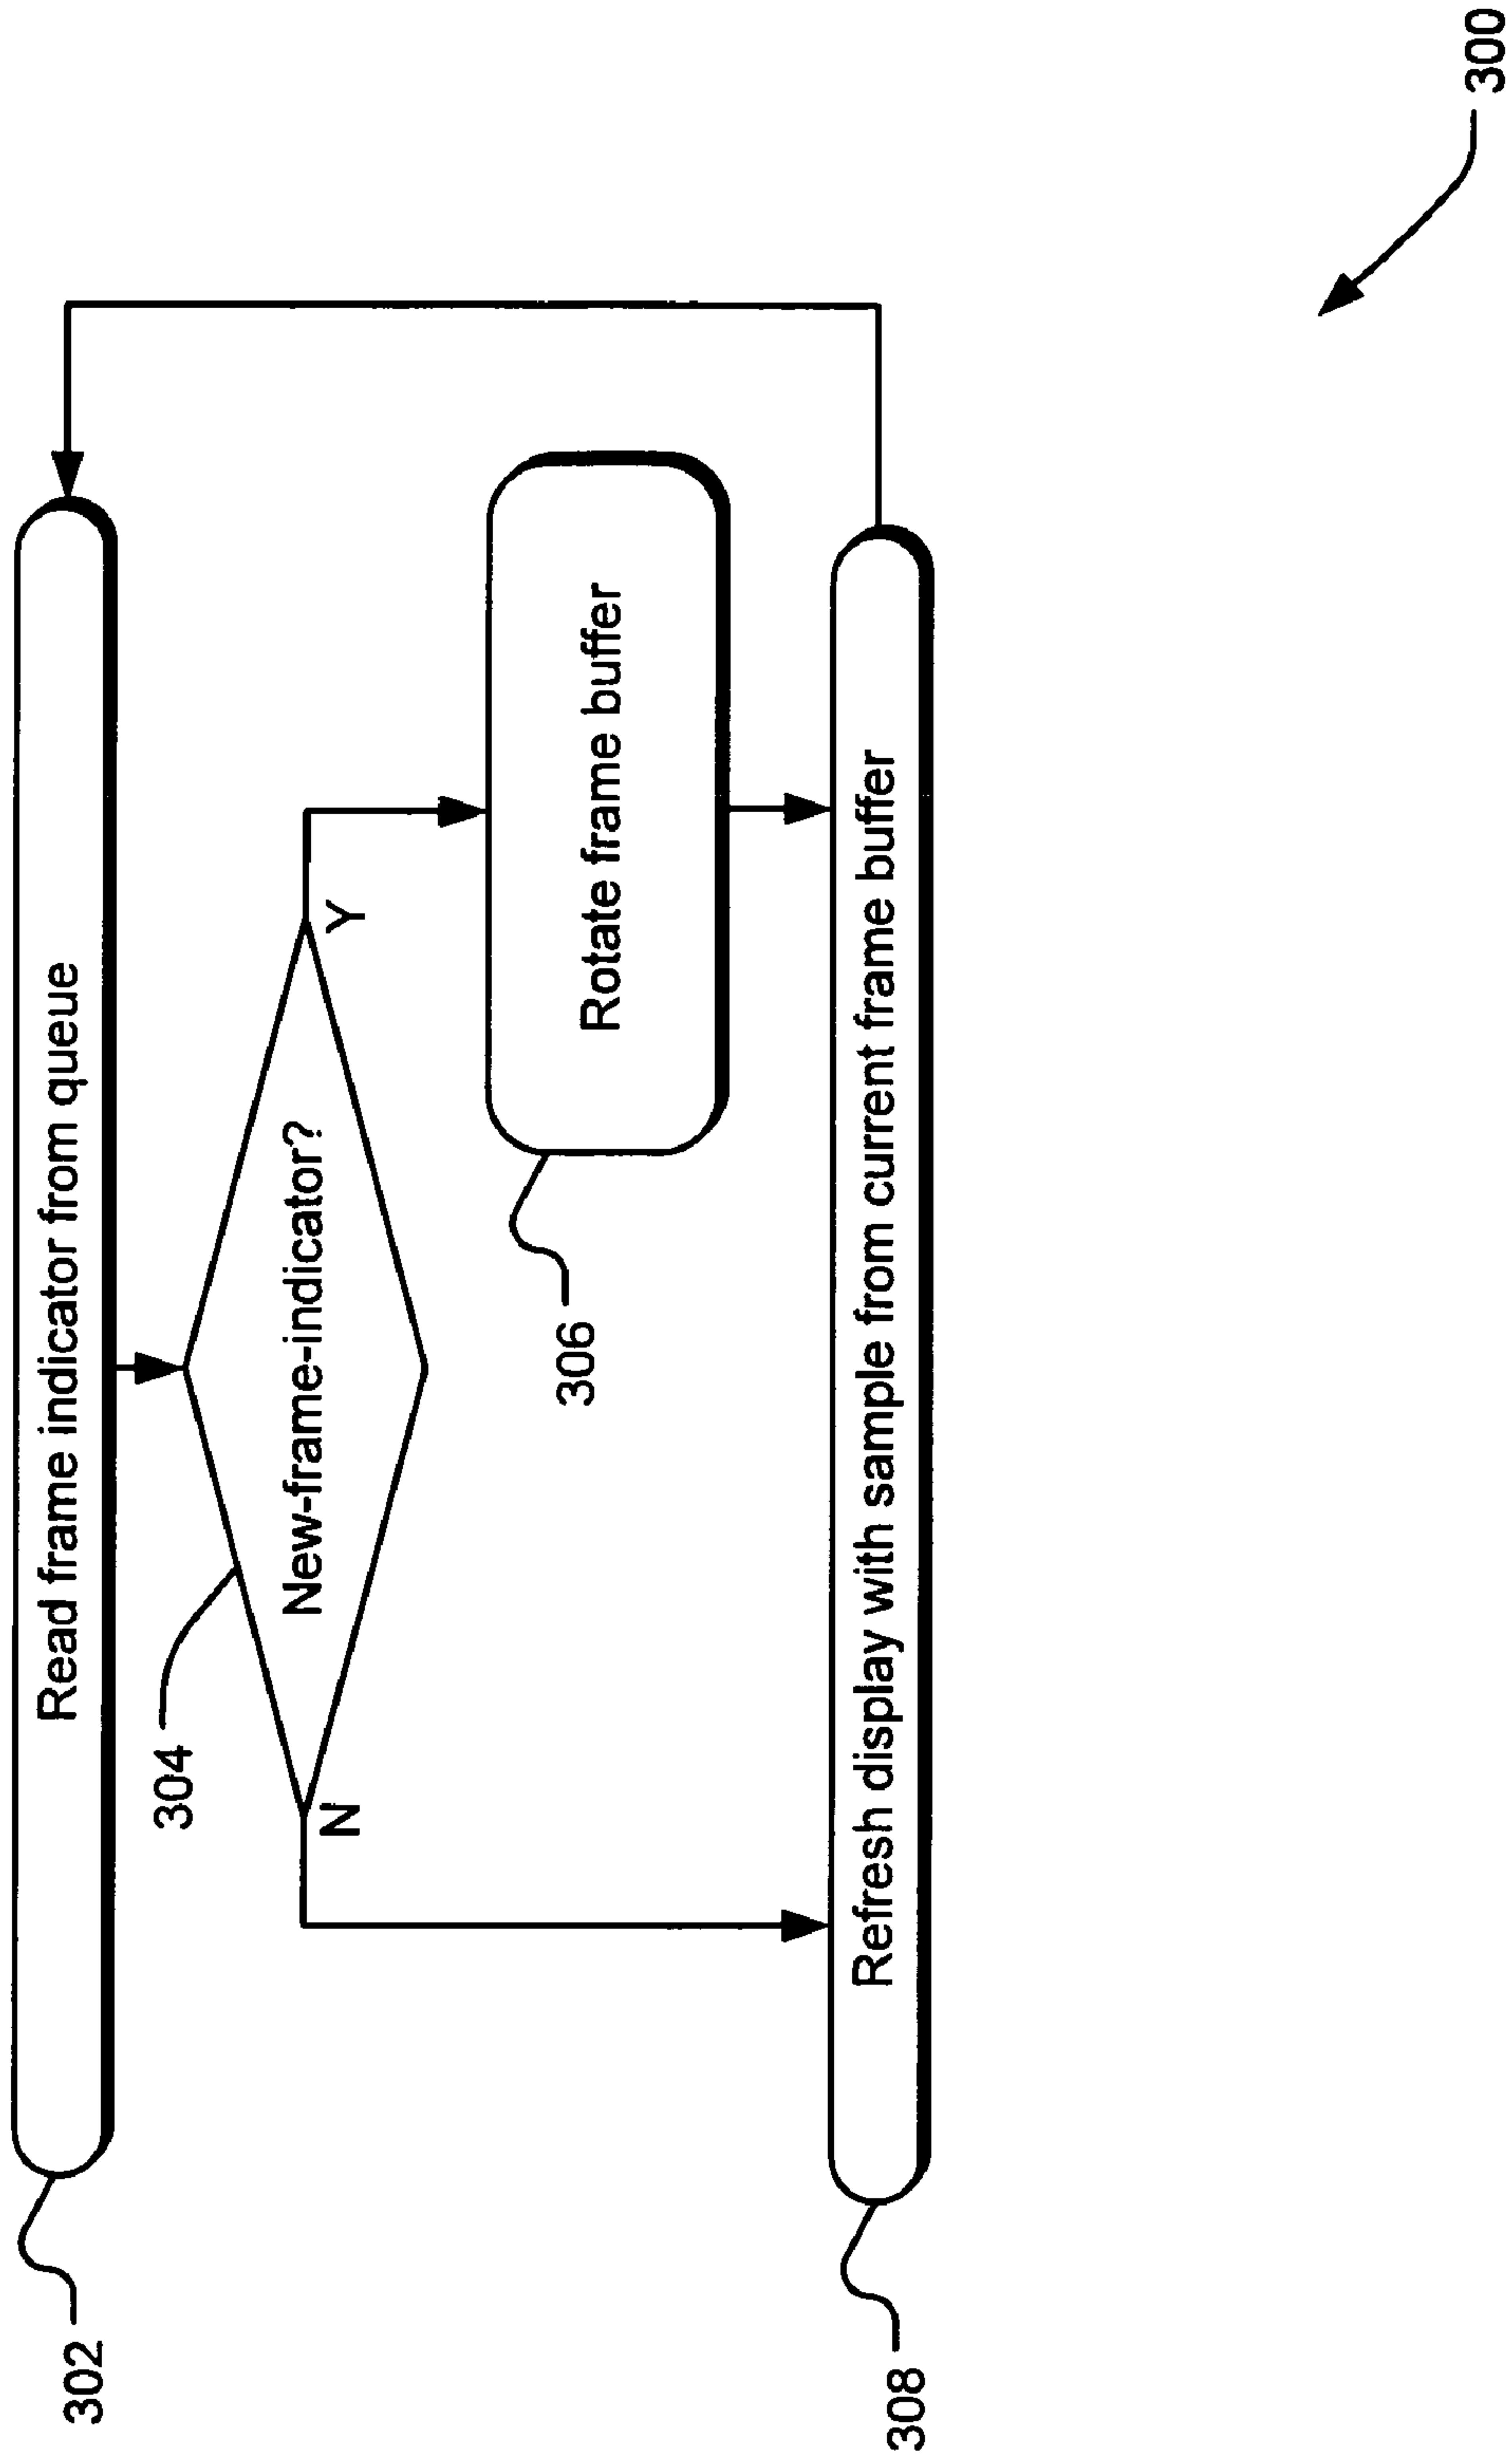 302
Read frame indicator from queue
304
New-frame-indicator?
N
Y
306
Rotate frame buffer
308
Refresh display with sample from current frame buffer
300